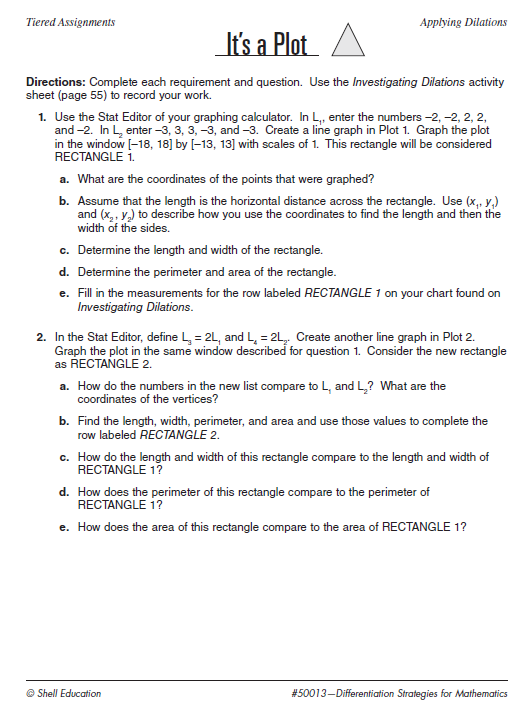 Tiered Assignments
Applying Dilations
It's a Plot
Directions: Complete each requirement and question. Use the Investigating Dilations activity
sheet (page 55) to record your work.
1. Use the Stat Editor of your graphing calculator. In L₁, enter the numbers –2, –2, 2, 2,
and –2. In L₂ enter –3, 3, 3, –3, and –3. Create a line graph in Plot 1. Graph the plot
in the window [–18, 18] by [–13, 13] with scales of 1. This rectangle will be considered
RECTANGLE 1.
a. What are the coordinates of the points that were graphed?
b. Assume that the length is the horizontal distance across the rectangle. Use (x₁, y₁)
and (x₂, y₂) to describe how you use the coordinates to find the length and then the
width of the sides.
c. Determine the length and width of the rectangle.
d. Determine the perimeter and area of the rectangle.
e. Fill in the measurements for the row labeled RECTANGLE 1 on your chart found on
Investigating Dilations.
2. In the Stat Editor, define L₃ = 2L₁ and L₄ = 2L₂. Create another line graph in Plot 2.
Graph the plot in the same window described for question 1. Consider the new rectangle
as RECTANGLE 2.
a. How do the numbers in the new list compare to L₁ and L₂? What are the
coordinates of the vertices?
b. Find the length, width, perimeter, and area and use those values to complete the
row labeled RECTANGLE 2.
c. How do the length and width of this rectangle compare to the length and width of
RECTANGLE 1?
d. How does the perimeter of this rectangle compare to the perimeter of
RECTANGLE 1?
e. How does the area of this rectangle compare to the area of RECTANGLE 1?
© Shell Education
#50013—Differentiation Strategies for Mathematics